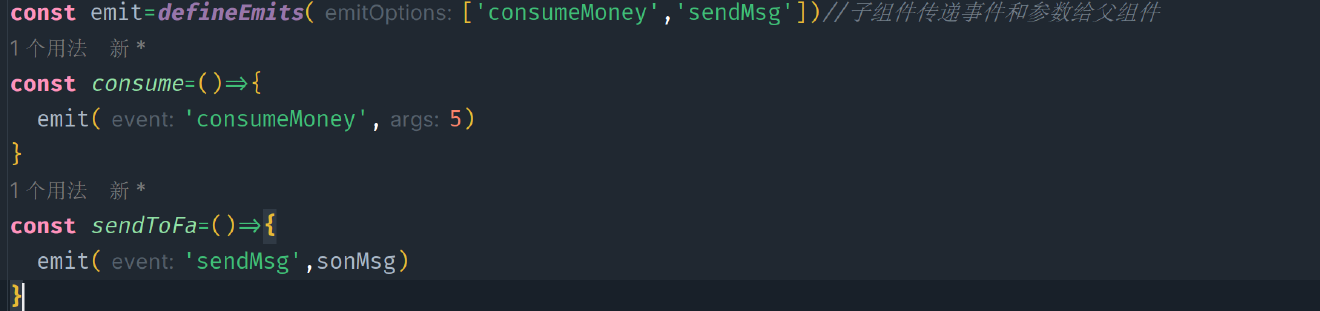 const emit=defineEmits( emitOptions: ['consumeMoney','sendMsg'])//子组件传递事件和参数给父组件
1 个用法 新 *
const consume=()=>{
emit( event: 'consumeMoney', args: 5)
}
1 个用法 新 *
const sendToFa=()=>{
emit( event: 'sendMsg',sonMsg)
}